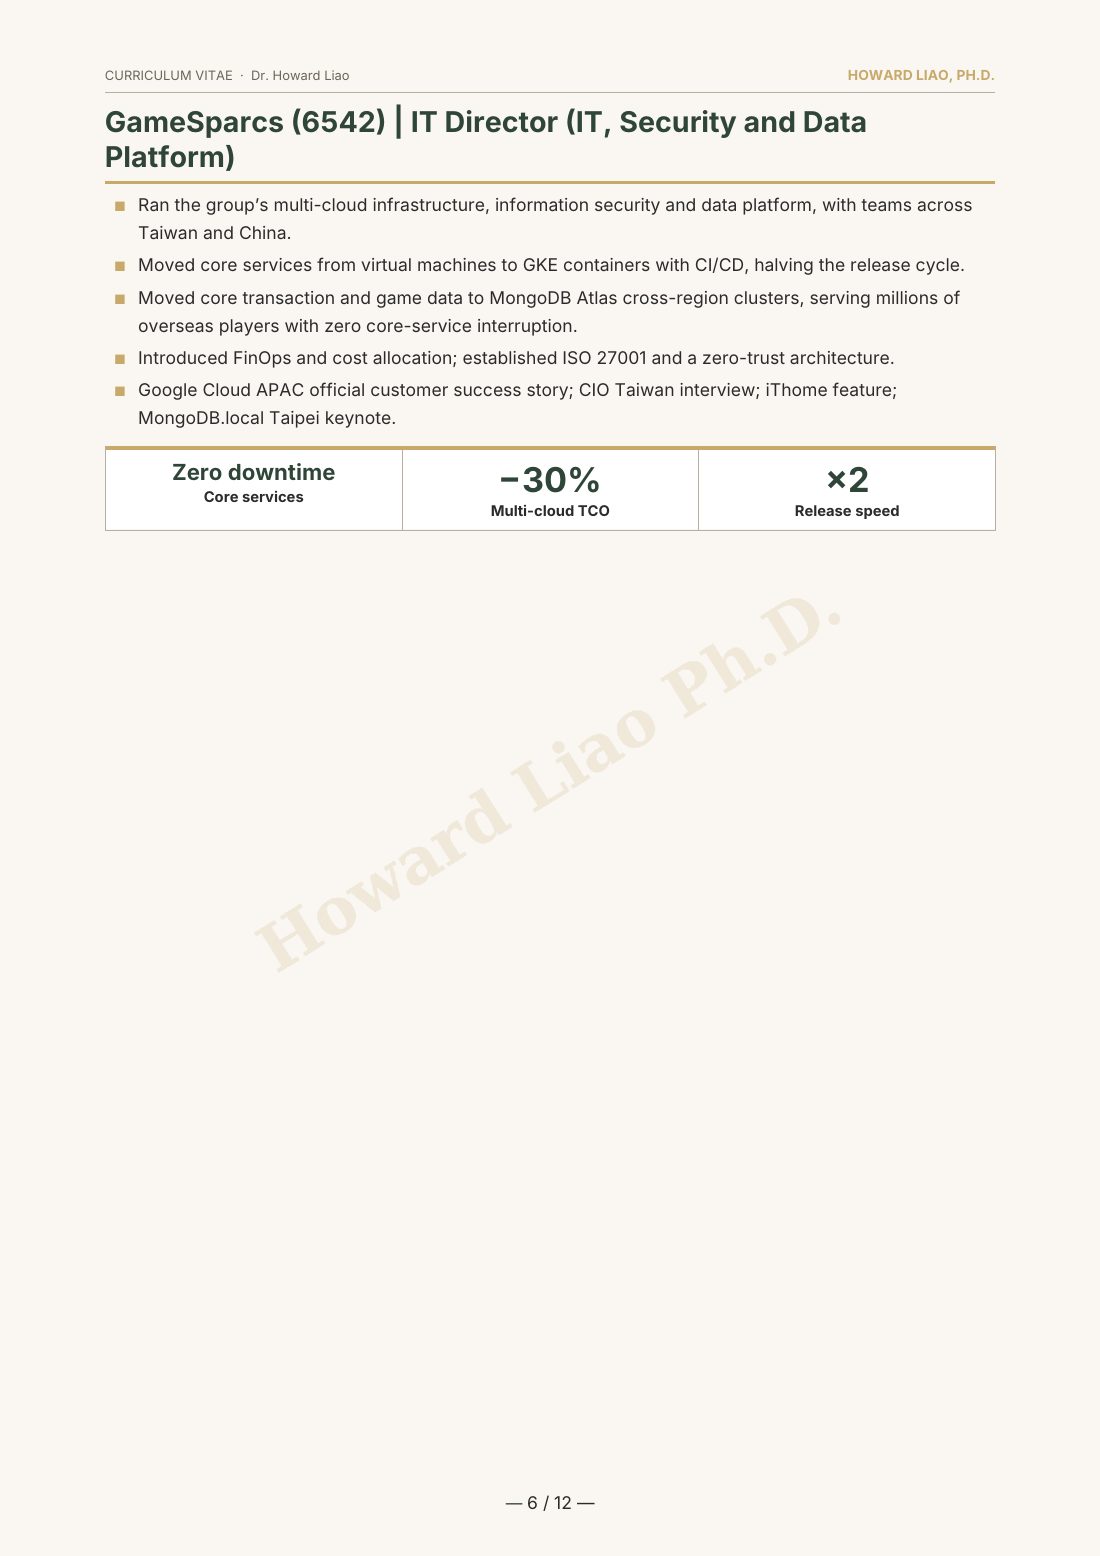 CURRICULUM VITAE · Dr. Howard Liao
HOWARD LIAO, PH.D.
GameSparcs (6542) | IT Director (IT, Security and Data
Platform)
■ Ran the group’s multi-cloud infrastructure, information security and data platform, with teams across
Taiwan and China.
■ Moved core services from virtual machines to GKE containers with CI/CD, halving the release cycle.
■ Moved core transaction and game data to MongoDB Atlas cross-region clusters, serving millions of
overseas players with zero core-service interruption.
■ Introduced FinOps and cost allocation; established ISO 27001 and a zero-trust architecture.
■ Google Cloud APAC official customer success story; CIO Taiwan interview; iThome feature;
MongoDB.local Taipei keynote.
Zero downtime
Core services
−30%
Multi-cloud TCO
×2
Release speed
Howard Liao Ph.D.
— 6 / 12 —